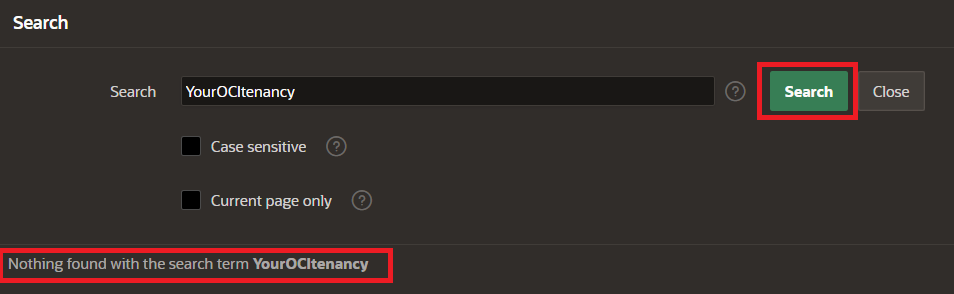 Search
Search YourOCItenancy ? Search Close
Case sensitive ?
Current page only ?
Nothing found with the search term YourOCItenancy